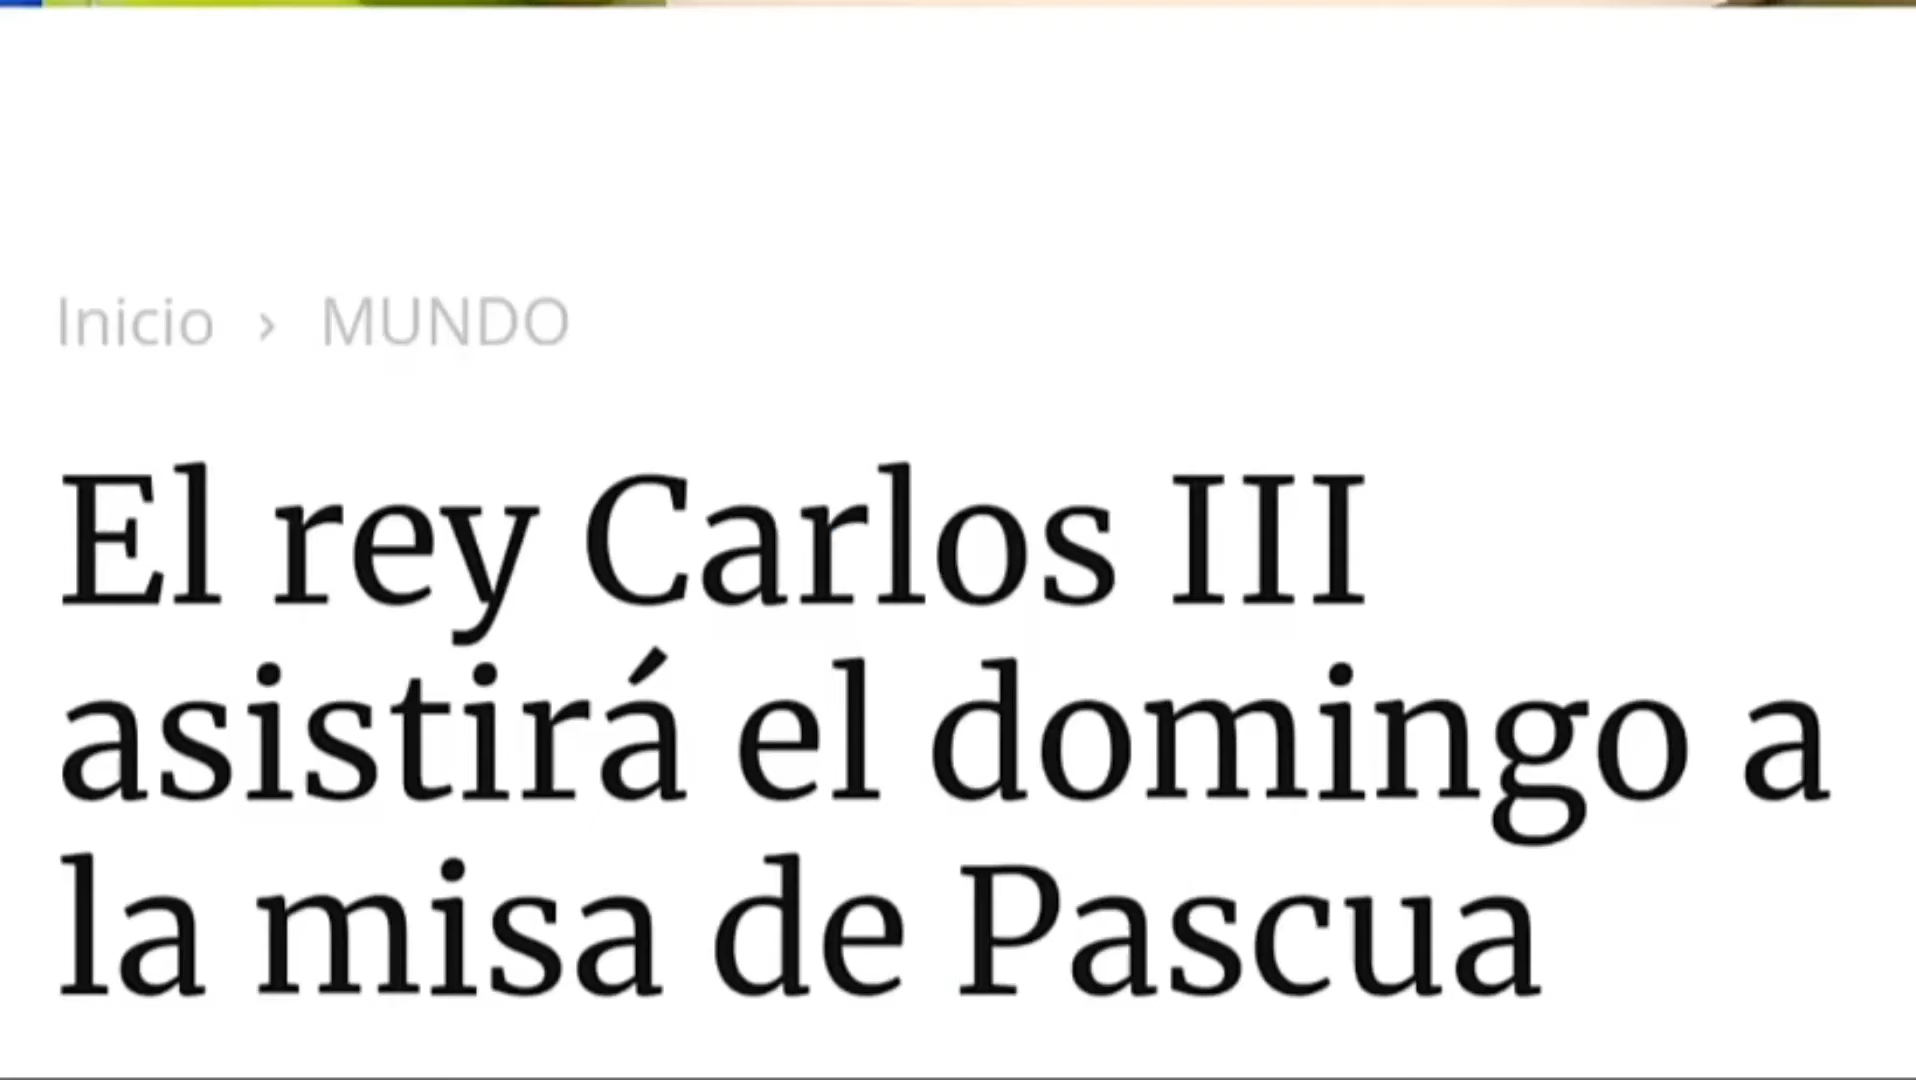 Inicio › MUNDO
El rey Carlos III
asistirá el domingo a
la misa de Pascua